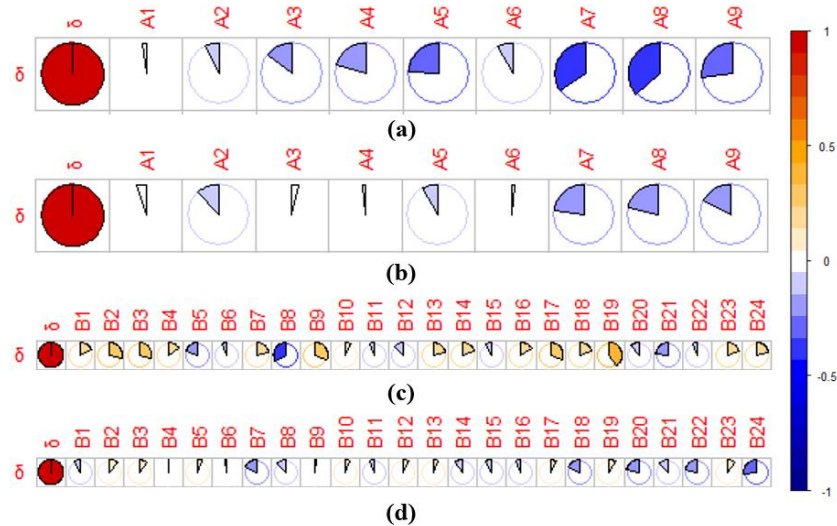 δ A1 A2 A3 A4 A5 A6 A7 A8 A9
δ
(a)
δ A1 A2 A3 A4 A5 A6 A7 A8 A9
δ
(b)
δ B1 B2 B3 B4 B5 B6 B7 B8 B9 B10 B11 B12 B13 B14 B15 B16 B17 B18 B19 B20 B21 B22 B23 B24
δ
(c)
δ B1 B2 B3 B4 B5 B6 B7 B8 B9 B10 B11 B12 B13 B14 B15 B16 B17 B18 B19 B20 B21 B22 B23 B24
δ
(d)
1
0.5
0
-0.5
-1